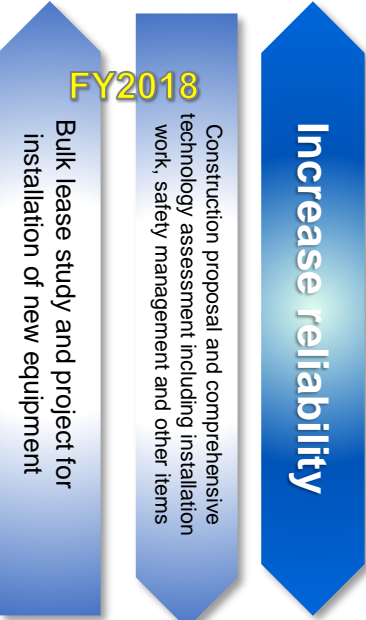 FY2018
Increase reliability
Construction proposal and comprehensive
technology assessment including installation
work, safety management and other items
Bulk lease study and project for
installation of new equipment